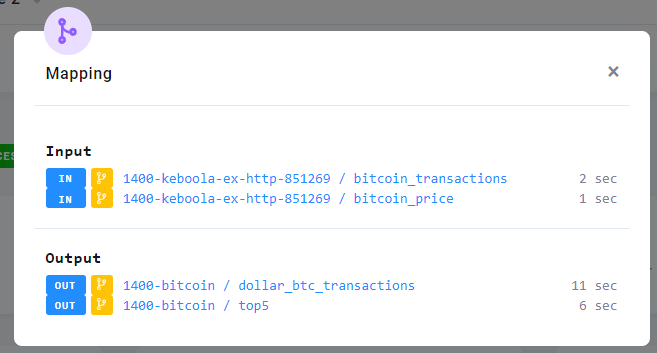 Mapping
×
Input
IN 1400-keboola-ex-http-851269 / bitcoin_transactions 2 sec
IN 1400-keboola-ex-http-851269 / bitcoin_price 1 sec
Output
OUT 1400-bitcoin / dollar_btc_transactions 11 sec
OUT 1400-bitcoin / top5 6 sec